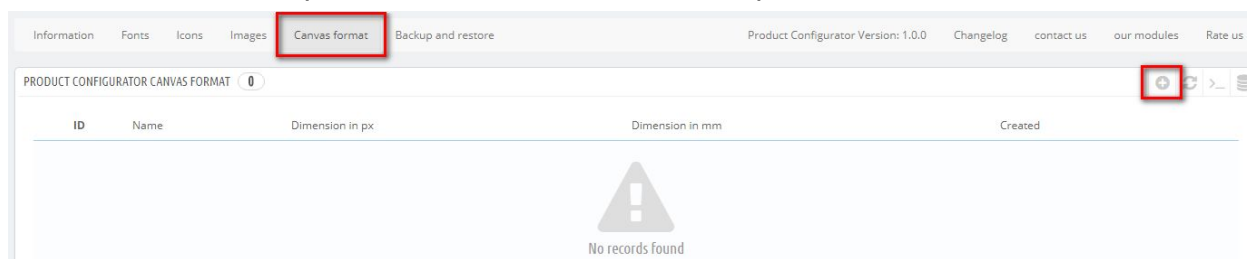 Information Fonts Icons Images Canvas format Backup and restore Product Configurator Version: 1.0.0 Changelog contact us our modules Rate us
PRODUCT CONFIGURATOR CANVAS FORMAT 0
ID Name Dimension in px Dimension in mm Created
No records found